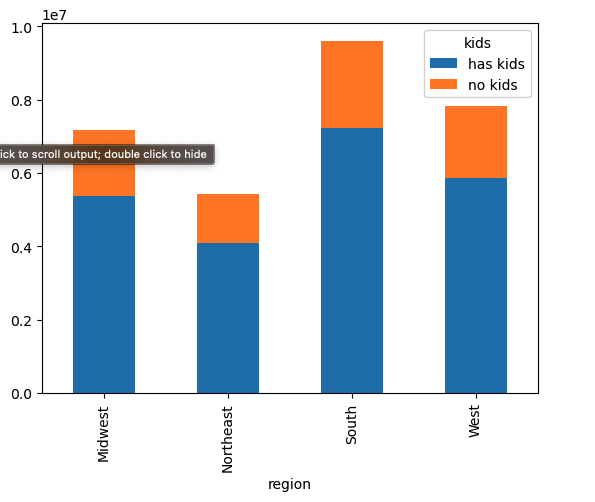 1e7
1.0
0.8
0.6
0.4
0.2
0.0
kids
has kids
no kids
to scroll output; double click to hide
Midwest
Northeast
South
West
region